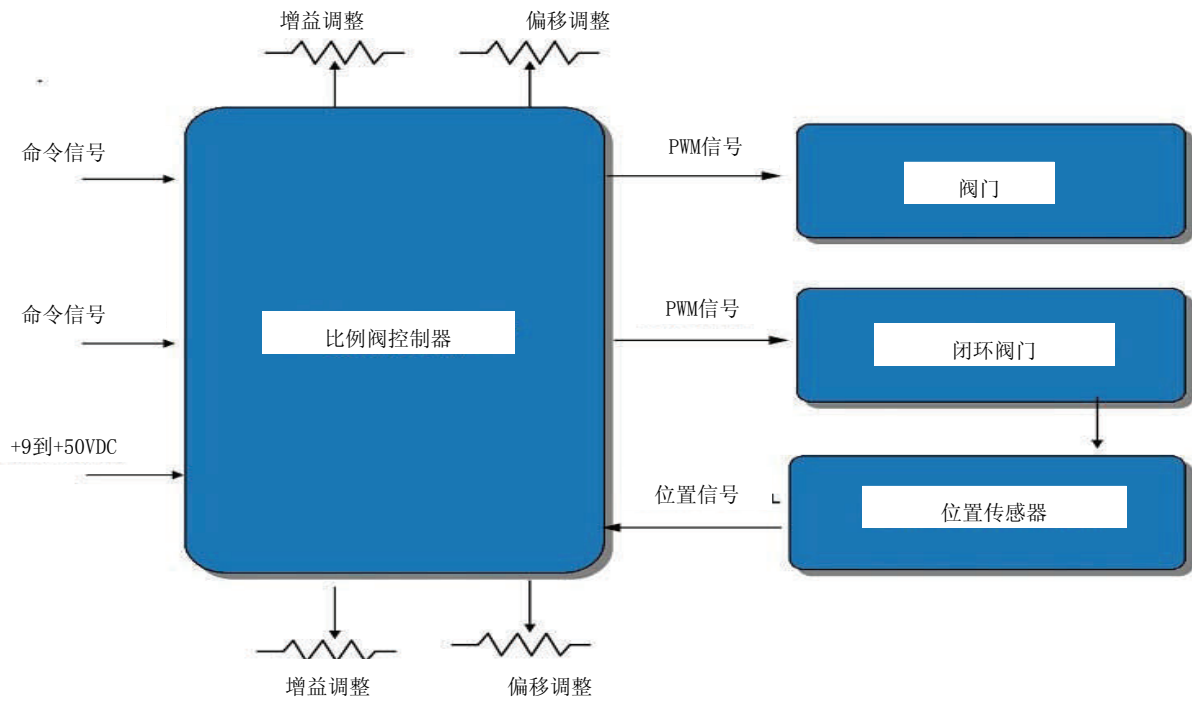 增益调整
偏移调整
命令信号
PWM信号
阀门
命令信号
PWM信号
比例阀控制器
闭环阀门
+9到+50VDC
位置信号
位置传感器
增益调整
偏移调整